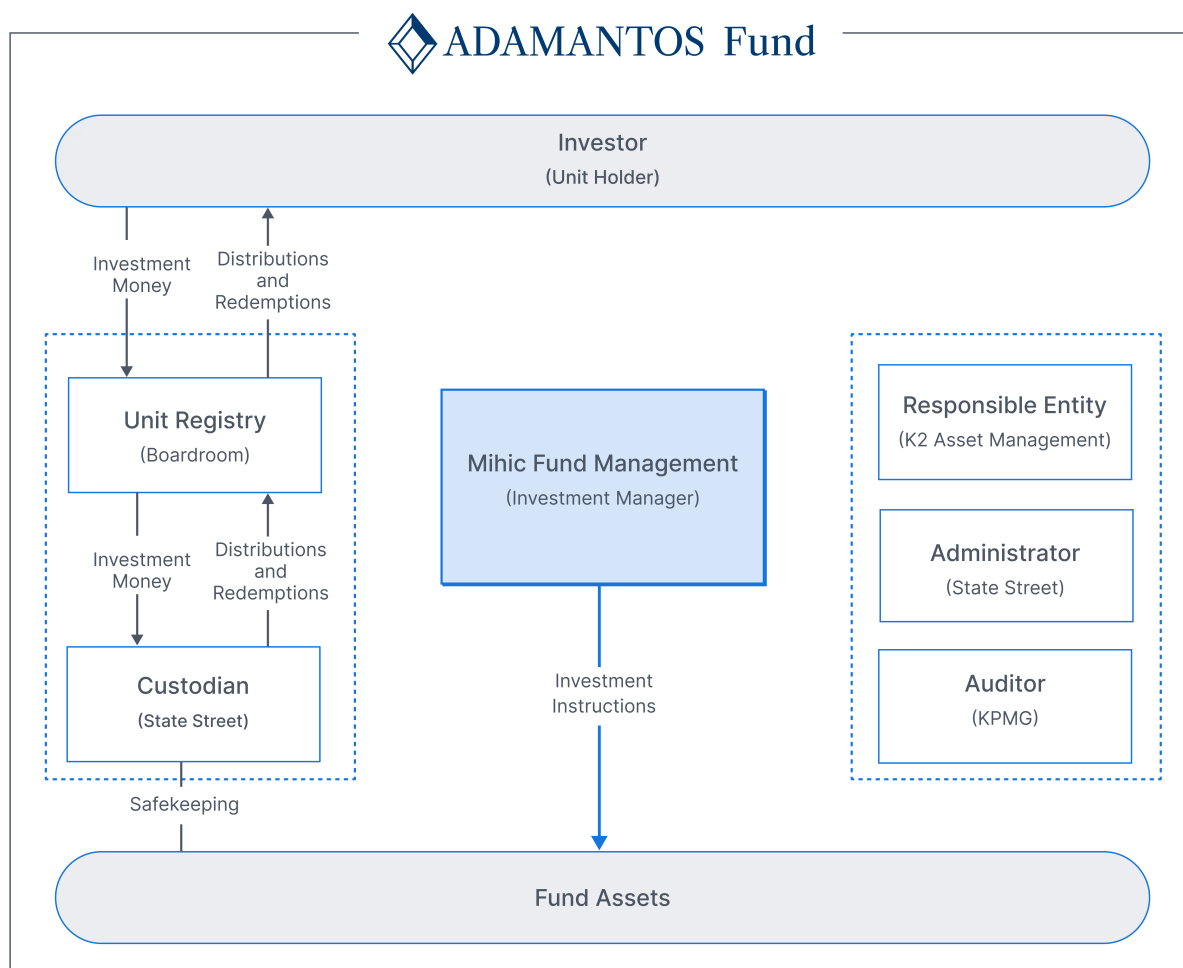 ADAMANTOS Fund
Investor
(Unit Holder)
Investment
Money
Distributions
and
Redemptions
Unit Registry
(Boardroom)
Investment
Money
Distributions
and
Redemptions
Custodian
(State Street)
Safekeeping
Mihic Fund Management
(Investment Manager)
Investment
Instructions
Responsible Entity
(K2 Asset Management)
Administrator
(State Street)
Auditor
(KPMG)
Fund Assets